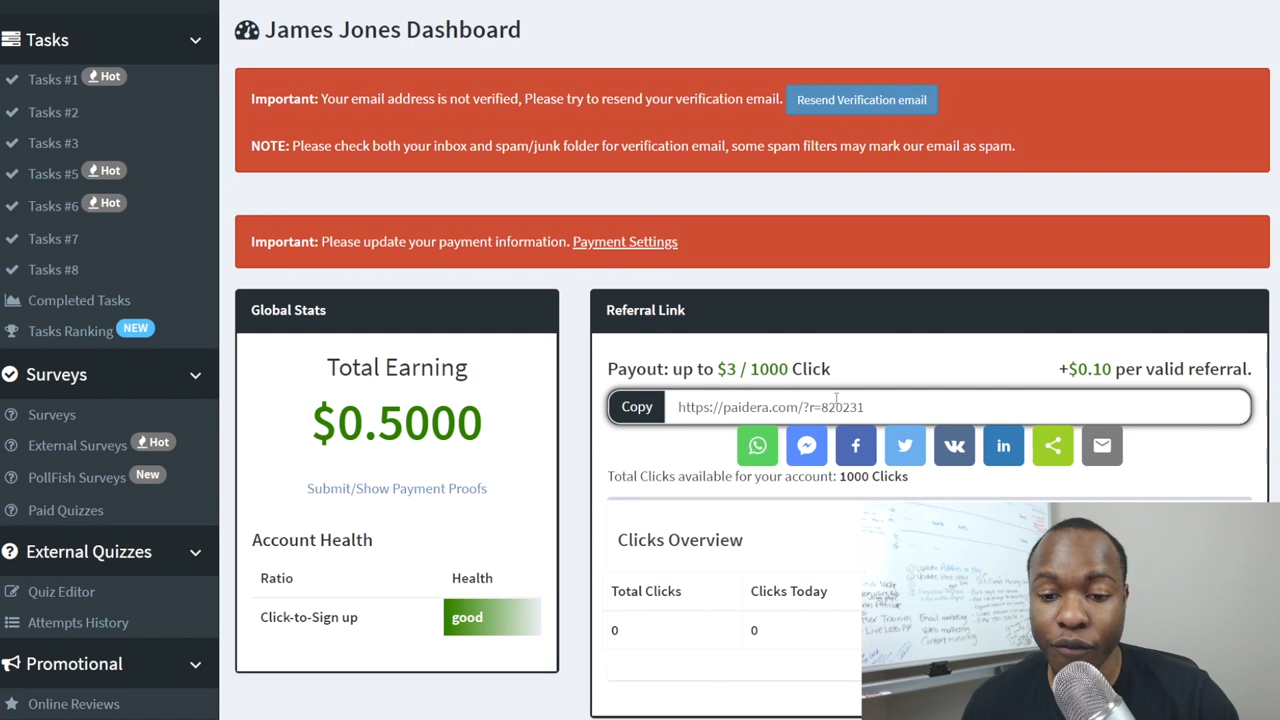 James Jones Dashboard
Tasks
Tasks #1 Hot
Tasks #2
Tasks #3
Tasks #5 Hot
Tasks #6 Hot
Tasks #7
Tasks #8
Completed Tasks
Tasks Ranking NEW
Surveys
Surveys
External Surveys Hot
PollFish Surveys New
Paid Quizzes
External Quizzes
Quiz Editor
Attempts History
Promotional
Online Reviews
Important: Your email address is not verified, Please try to resend your verification email. Resend Verification email
NOTE: Please check both your inbox and spam/junk folder for verification email, some spam filters may mark our email as spam.
Important: Please update your payment information. Payment Settings
Global Stats
Total Earning
$0.5000
Submit/Show Payment Proofs
Account Health
Ratio Health
Click-to-Sign up good
Referral Link
Payout: up to $3 / 1000 Click +$0.10 per valid referral.
Copy https://paidera.com/?r=820231
Total Clicks available for your account: 1000 Clicks
Clicks Overview
Total Clicks Clicks Today
0 0